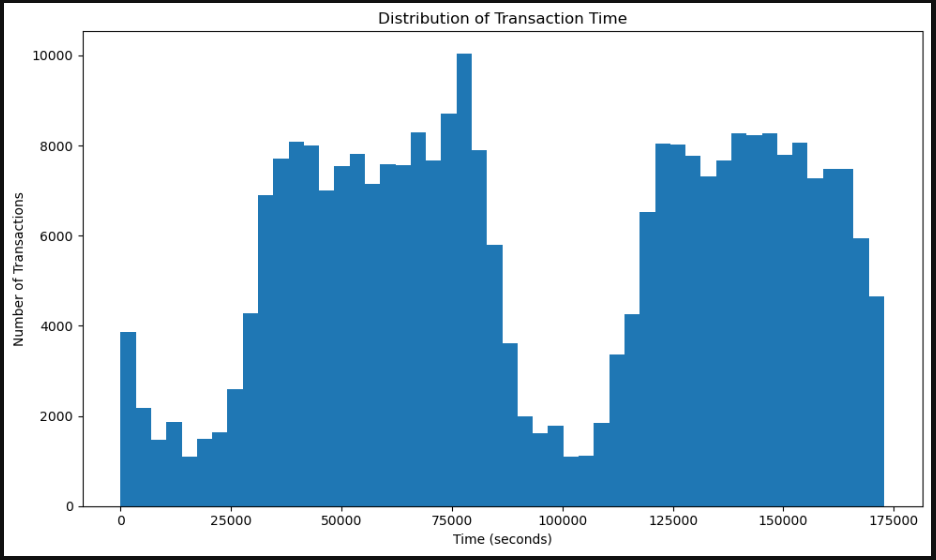 Distribution of Transaction Time
10000
8000
6000
4000
2000
0
Number of Transactions
0 25000 50000 75000 100000 125000 150000 175000
Time (seconds)